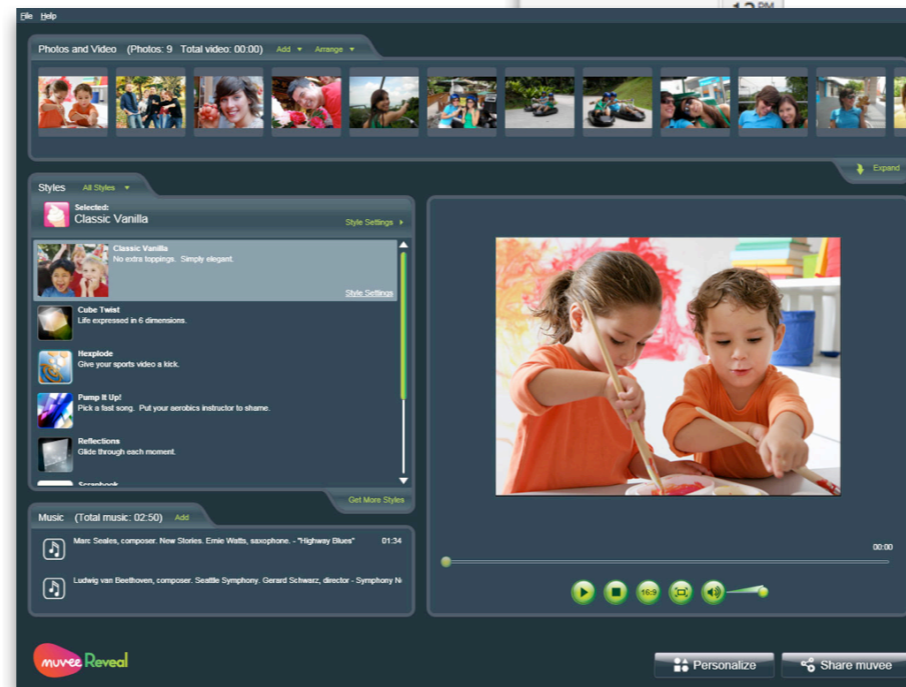 12 PM
File Help
Photos and Video (Photos: 9 Total video: 00:00) Add Arrange
Expand
Styles All Styles
Selected:
Classic Vanilla
Style Settings
Classic Vanilla
No extra toppings. Simply elegant.
Style Settings
Cube Twist
Life expressed in 6 dimensions.
Hexplode
Give your sports video a kick.
Pump It Up!
Pick a fast song. Put your aerobics instructor to shame.
Reflections
Glide through each moment.
Scrapbook
Get More Styles
Music (Total music: 02:50) Add
Marc Seales, composer. New Stories. Ernie Watts, saxophone. - "Highway Blues" 01:34
Ludwig van Beethoven, composer. Seattle Symphony. Gerard Schwarz, director - Symphony
00:00
16:9
muvee Reveal
Personalize
Share muvee